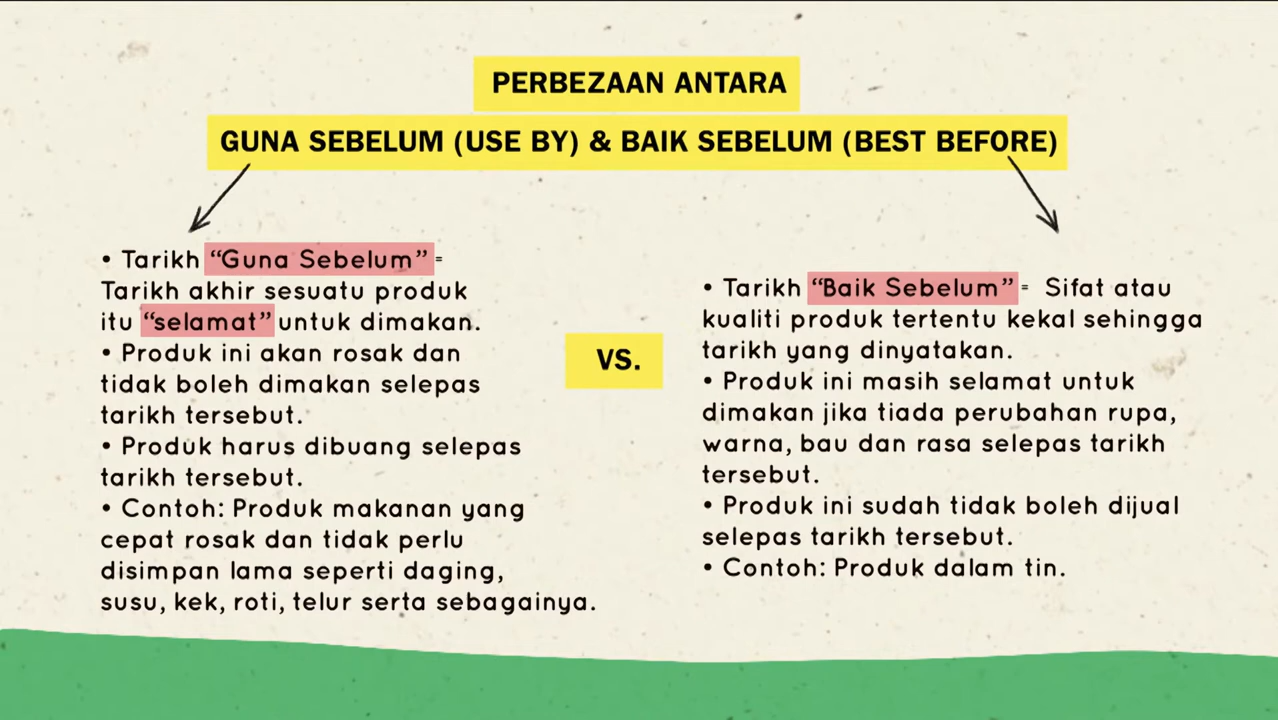 PERBEZAAN ANTARA
GUNA SEBELUM (USE BY) & BAIK SEBELUM (BEST BEFORE)
• Tarikh “Guna Sebelum” =
Tarikh akhir sesuatu produk
itu “selamat” untuk dimakan.
• Produk ini akan rosak dan
tidak boleh dimakan selepas
tarikh tersebut.
• Produk harus dibuang selepas
tarikh tersebut.
• Contoh: Produk makanan yang
cepat rosak dan tidak perlu
disimpan lama seperti daging,
susu, kek, roti, telur serta sebagainya.
VS.
• Tarikh “Baik Sebelum” = Sifat atau
kualiti produk tertentu kekal sehingga
tarikh yang dinyatakan.
• Produk ini masih selamat untuk
dimakan jika tiada perubahan rupa,
warna, bau dan rasa selepas tarikh
tersebut.
• Produk ini sudah tidak boleh dijual
selepas tarikh tersebut.
• Contoh: Produk dalam tin.